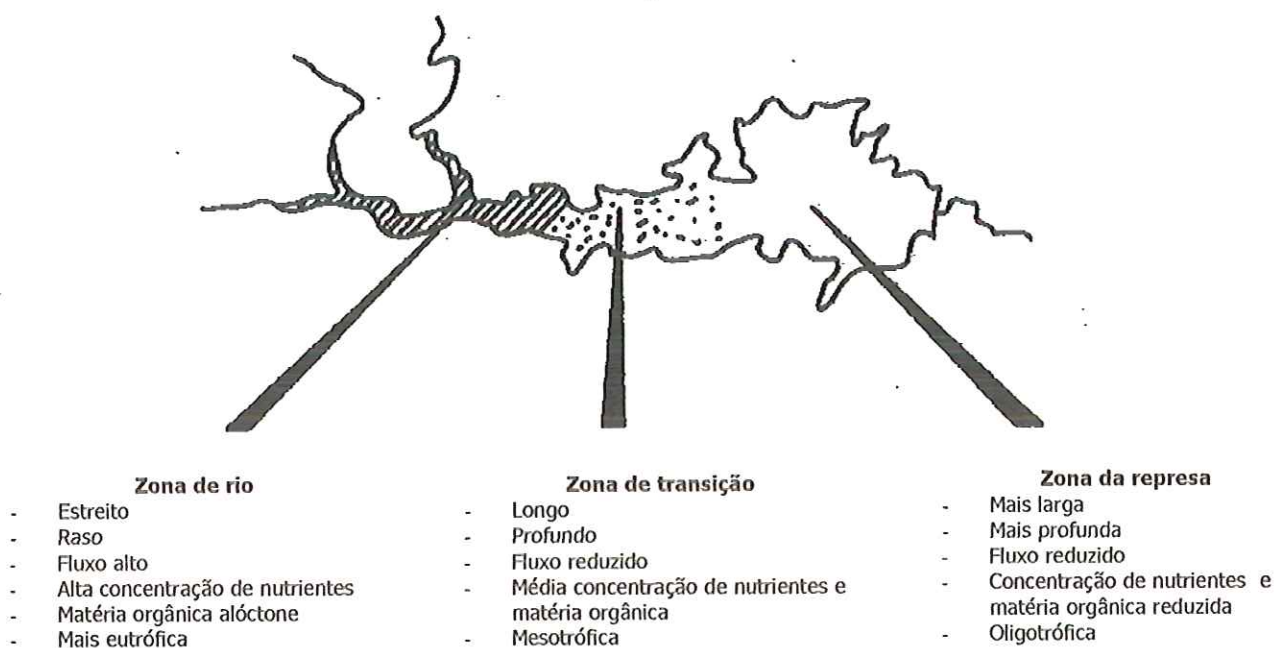 Zona de rio
- Estreito
- Raso
- Fluxo alto
- Alta concentração de nutrientes
- Matéria orgânica alóctone
- Mais eutrófica
Zona de transição
- Longo
- Profundo
- Fluxo reduzido
- Média concentração de nutrientes e
matéria orgânica
- Mesotrófica
Zona da represa
- Mais larga
- Mais profunda
- Fluxo reduzido
- Concentração de nutrientes e
matéria orgânica reduzida
- Oligotrófica